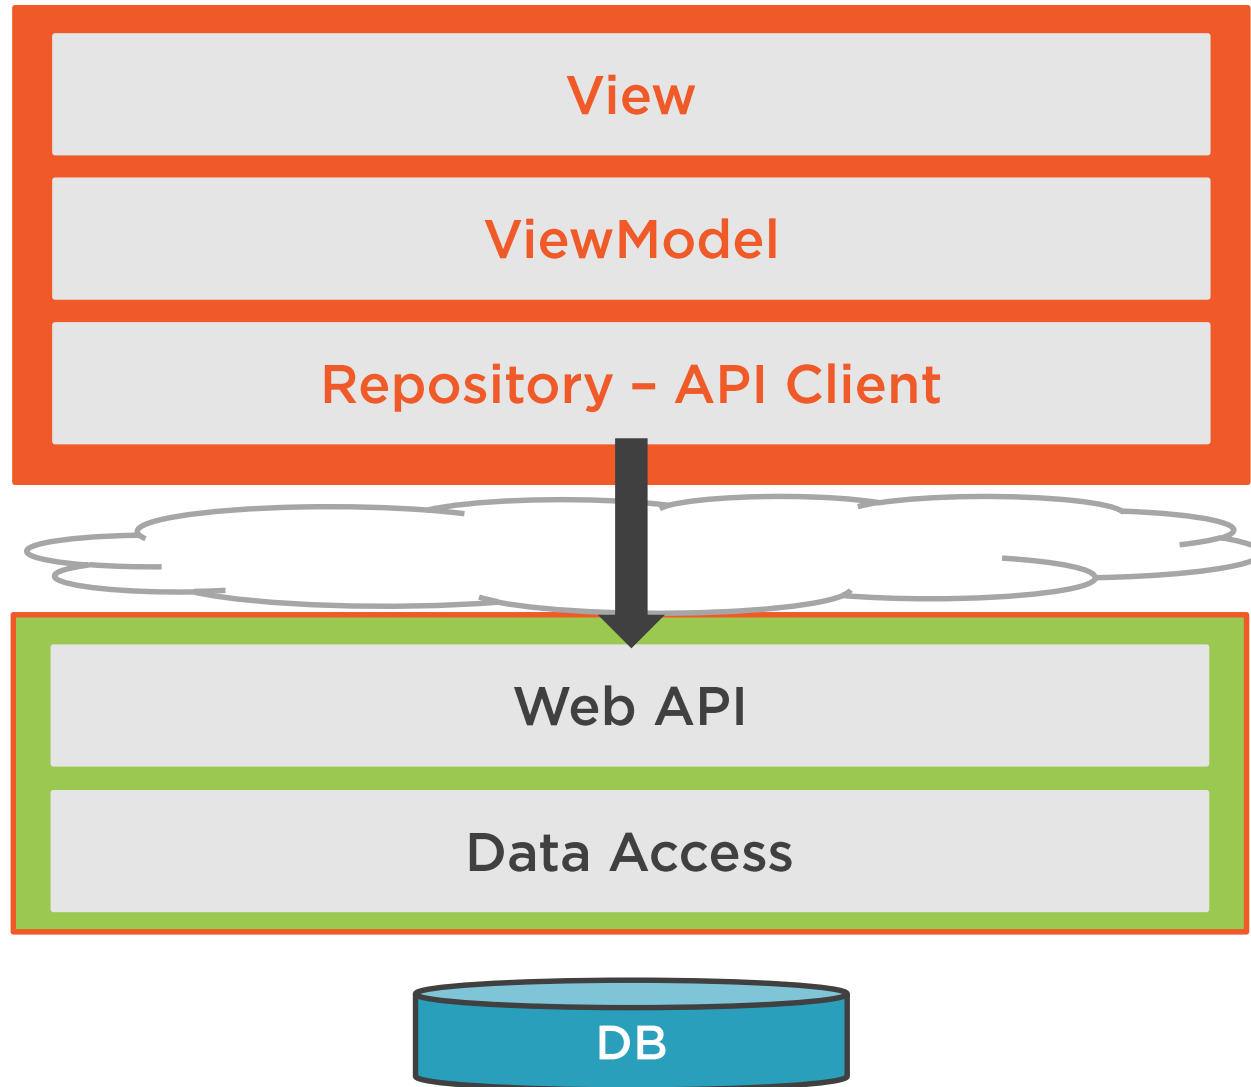 View
ViewModel
Repository – API Client
Web API
Data Access
DB